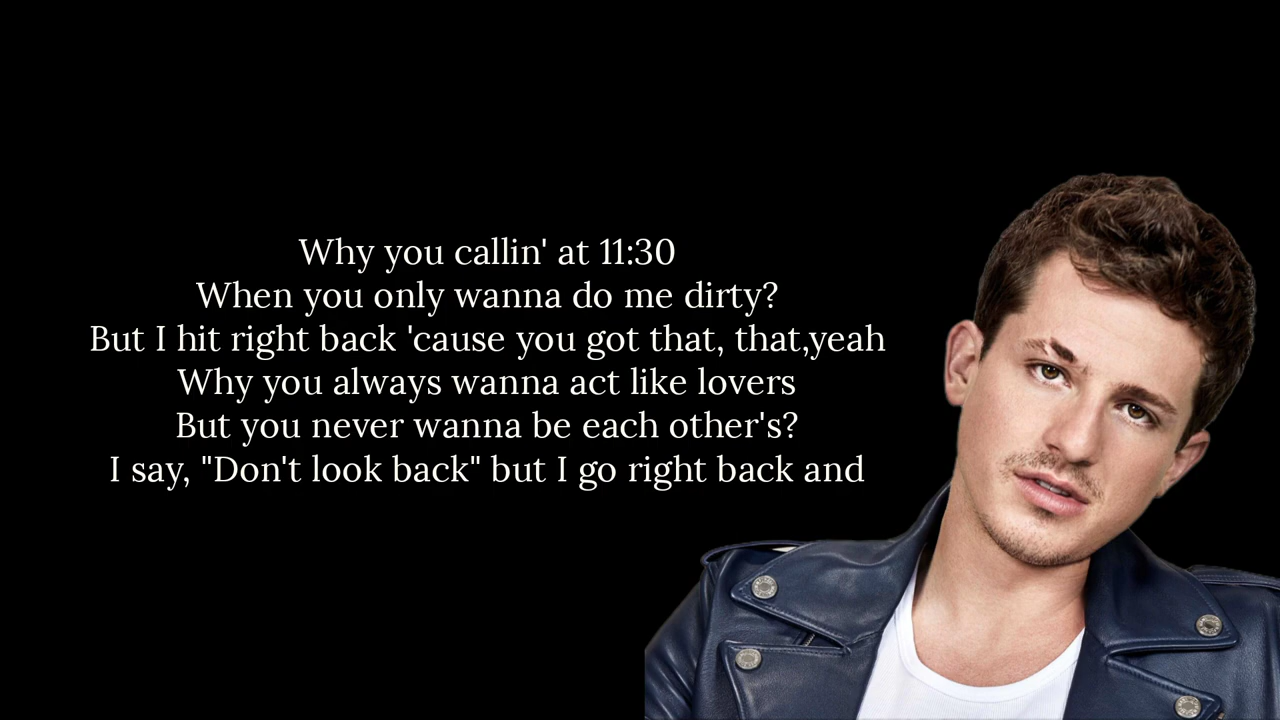 Why you callin' at 11:30
When you only wanna do me dirty?
But I hit right back 'cause you got that, that,yeah
Why you always wanna act like lovers
But you never wanna be each other's?
I say, "Don't look back" but I go right back and